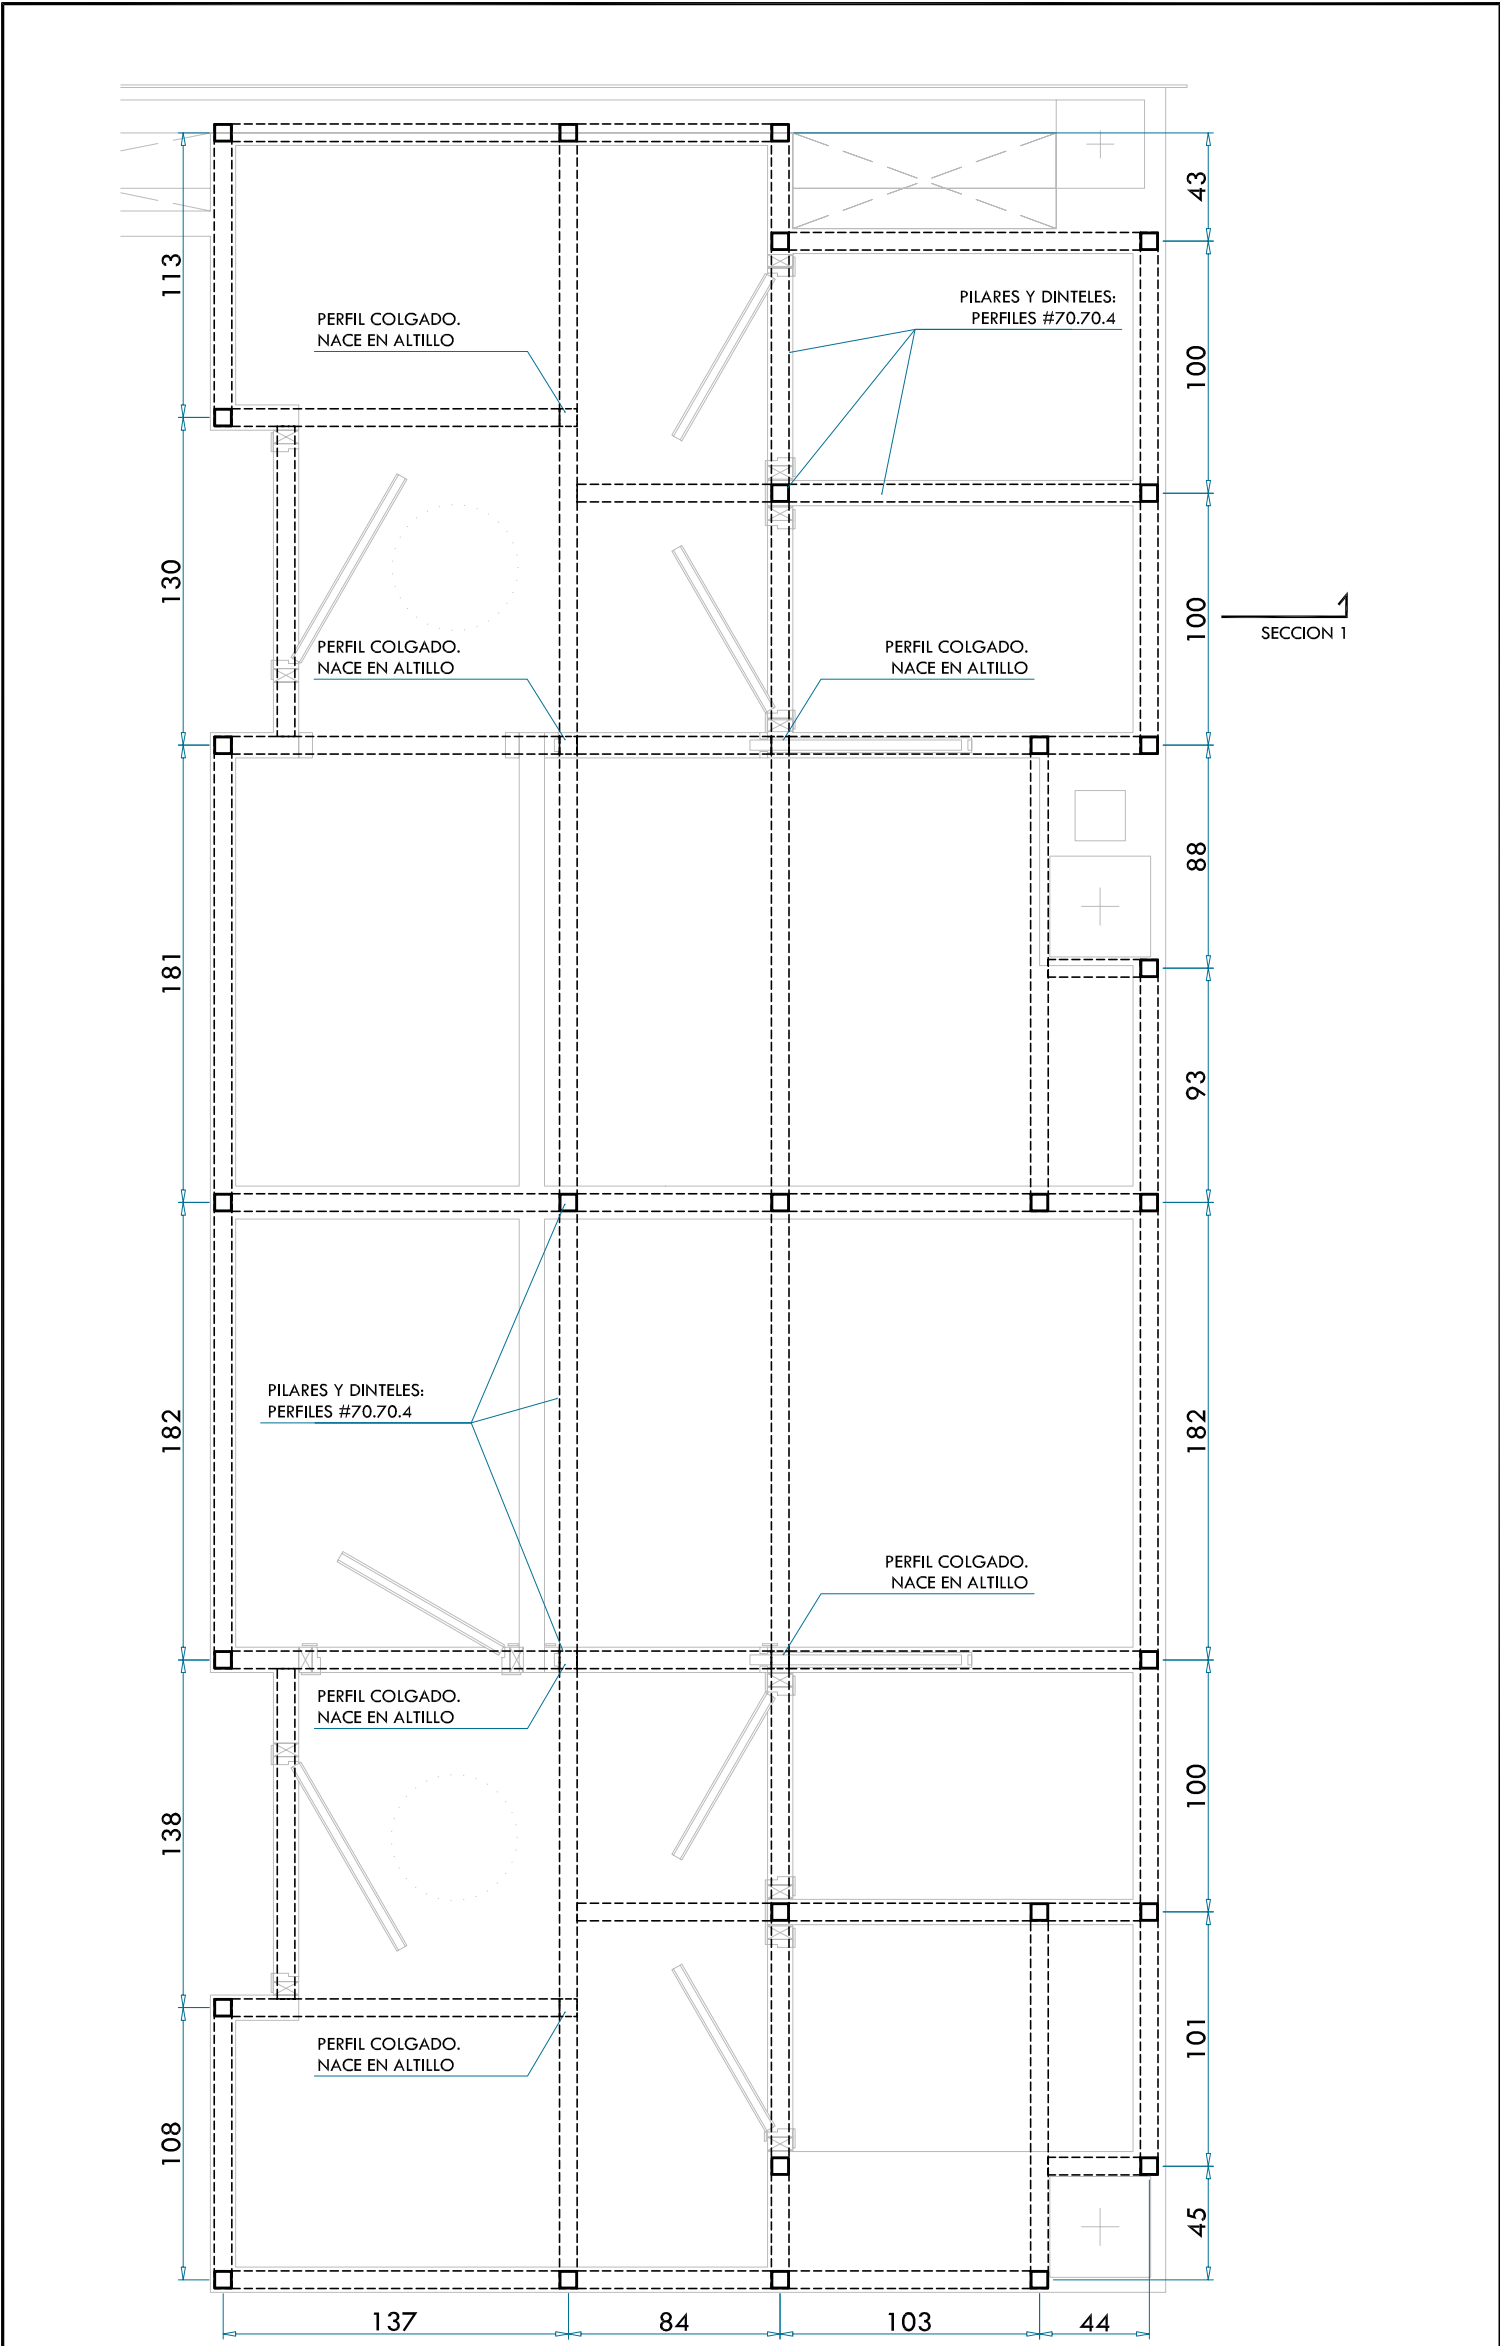 43
113
PILARES Y DINTELES:
PERFILES #70.70.4
PERFIL COLGADO.
NACE EN ALTILLO
100
130
100
SECCION 1
PERFIL COLGADO.
NACE EN ALTILLO
PERFIL COLGADO.
NACE EN ALTILLO
88
181
93
PILARES Y DINTELES:
PERFILES #70.70.4
182
182
PERFIL COLGADO.
NACE EN ALTILLO
PERFIL COLGADO.
NACE EN ALTILLO
100
138
101
PERFIL COLGADO.
NACE EN ALTILLO
108
45
137
84
103
44